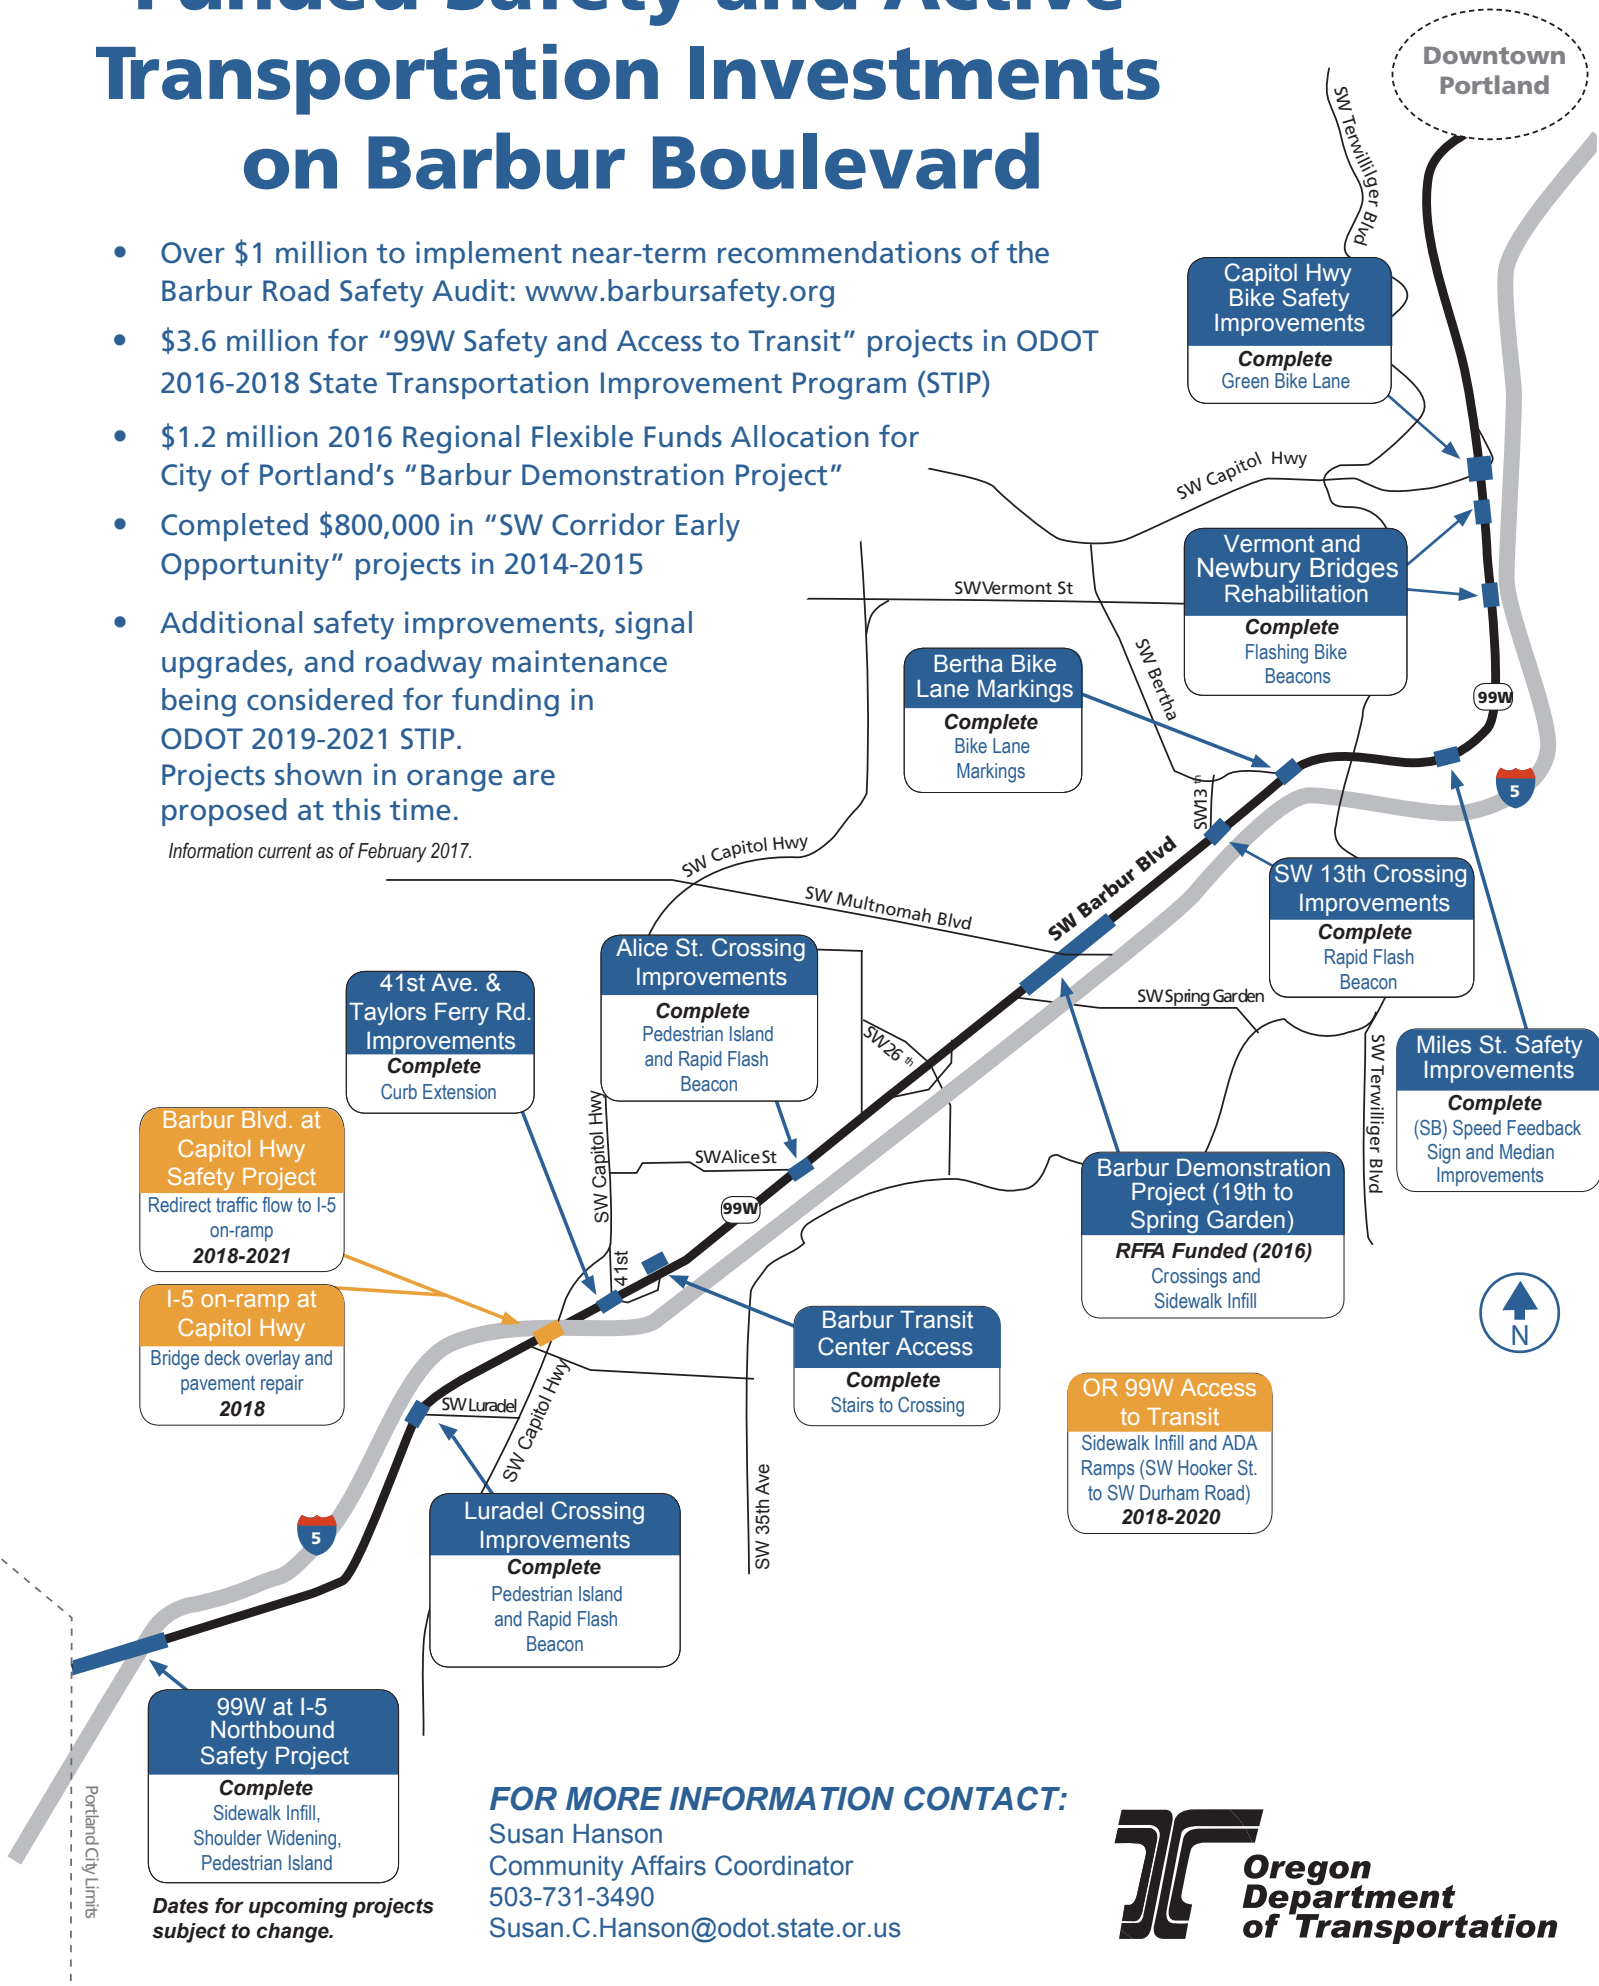 Funded Safety and Active
Transportation Investments
on Barbur Boulevard
• Over $1 million to implement near-term recommendations of the
Barbur Road Safety Audit: www.barbursafety.org
• $3.6 million for “99W Safety and Access to Transit” projects in ODOT
2016-2018 State Transportation Improvement Program (STIP)
• $1.2 million 2016 Regional Flexible Funds Allocation for
City of Portland’s “Barbur Demonstration Project”
• Completed $800,000 in “SW Corridor Early
Opportunity” projects in 2014-2015
• Additional safety improvements, signal
upgrades, and roadway maintenance
being considered for funding in
ODOT 2019-2021 STIP.
Projects shown in orange are
proposed at this time.
Information current as of February 2017.
Downtown
Portland
SW Terwillilger Blvd
Capitol Hwy
Bike Safety
Improvements
Complete
Green Bike Lane
SW Capitol Hwy
Vermont and
Newbury Bridges
Rehabilitation
Complete
Flashing Bike
Beacons
SW Vermont St
SW Bertha
Bertha Bike
Lane Markings
Complete
Bike Lane
Markings
99W
5
SW 13th
SW Barbur Blvd
SW Capitol Hwy
SW Multnomah Blvd
SW 13th Crossing
Improvements
Complete
Rapid Flash
Beacon
Alice St. Crossing
Improvements
Complete
Pedestrian Island
and Rapid Flash
Beacon
41st Ave. &
Taylors Ferry Rd.
Improvements
Complete
Curb Extension
SW Spring Garden
SW 26th
SW Terwilliger Blvd
Miles St. Safety
Improvements
Complete
(SB) Speed Feedback
Sign and Median
Improvements
Barbur Blvd. at
Capitol Hwy
Safety Project
Redirect traffic flow to I-5
on-ramp
2018-2021
SW Capitol Hwy
SW Alice St
99W
41st
Barbur Demonstration
Project (19th to
Spring Garden)
RFFA Funded (2016)
Crossings and
Sidewalk Infill
I-5 on-ramp at
Capitol Hwy
Bridge deck overlay and
pavement repair
2018
Barbur Transit
Center Access
Complete
Stairs to Crossing
N
SW Luradel
SW Capitol Hwy
SW 35th Ave
OR 99W Access
to Transit
Sidewalk Infill and ADA
Ramps (SW Hooker St.
to SW Durham Road)
2018-2020
5
Luradel Crossing
Improvements
Complete
Pedestrian Island
and Rapid Flash
Beacon
99W at I-5
Northbound
Safety Project
Complete
Sidewalk Infill,
Shoulder Widening,
Pedestrian Island
Portland City Limits
Dates for upcoming projects
subject to change.
FOR MORE INFORMATION CONTACT:
Susan Hanson
Community Affairs Coordinator
503-731-3490
Susan.C.Hanson@odot.state.or.us
Oregon
Department
of Transportation